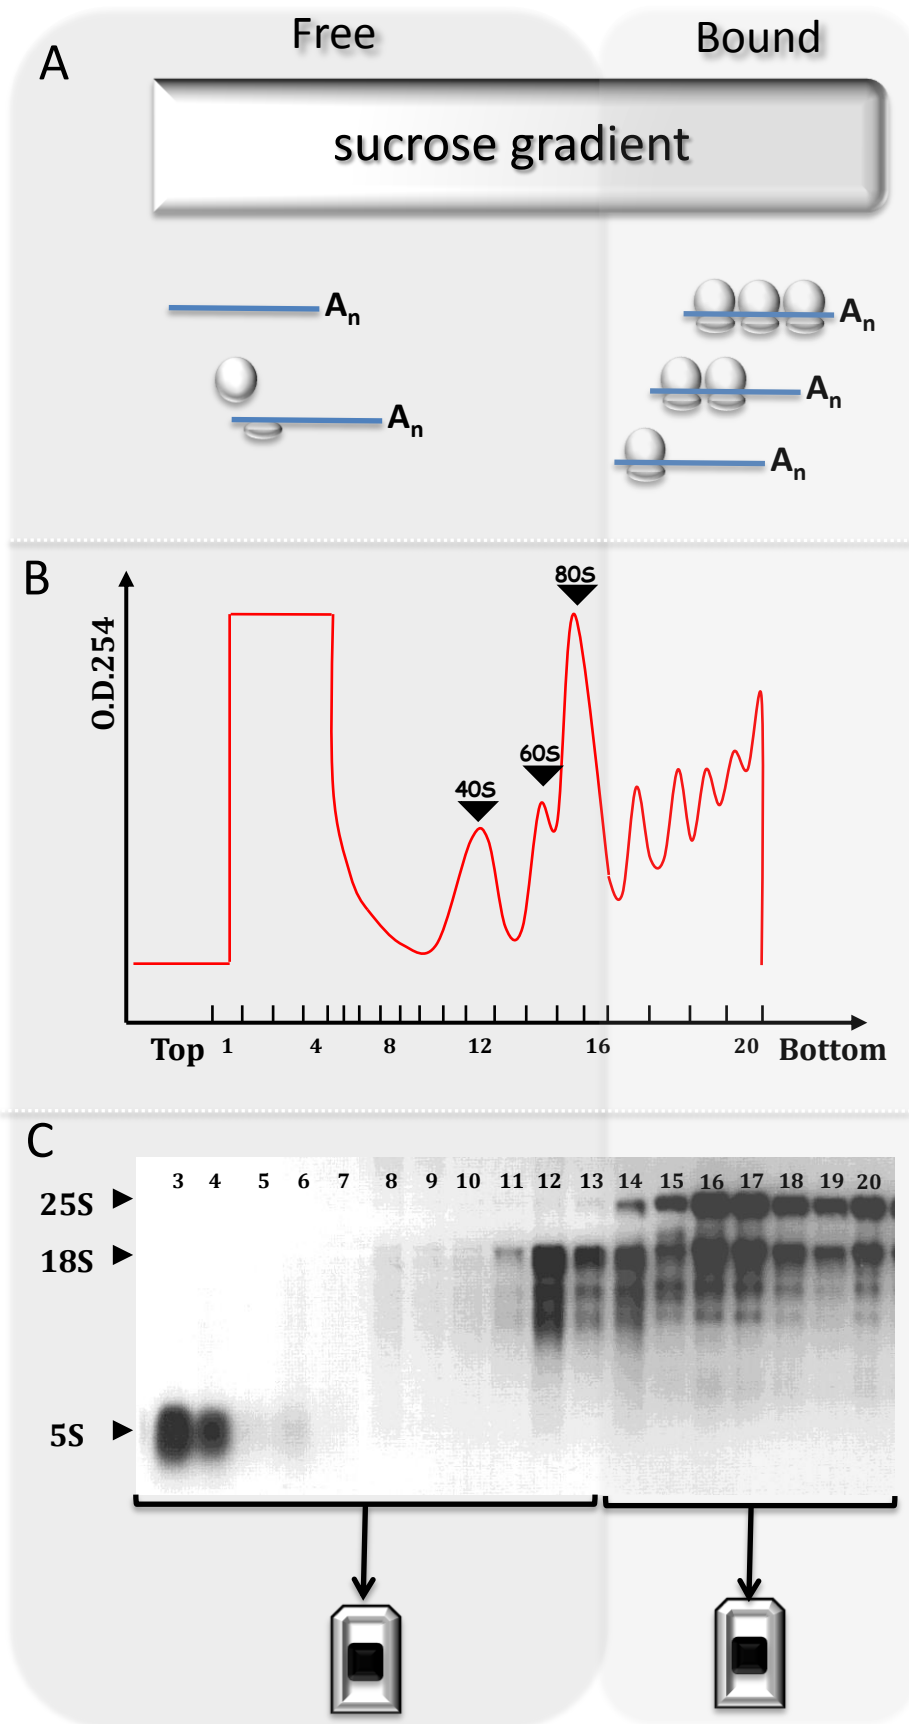 Free Bound
A
sucrose gradient
An
An
An
An
An
B
80S
O.D.254
60S
40S
Top 1 4 8 12 16 20 Bottom
C
3 4 5 6 7 8 9 10 11 12 13 14 15 16 17 18 19 20
25S
18S
5S